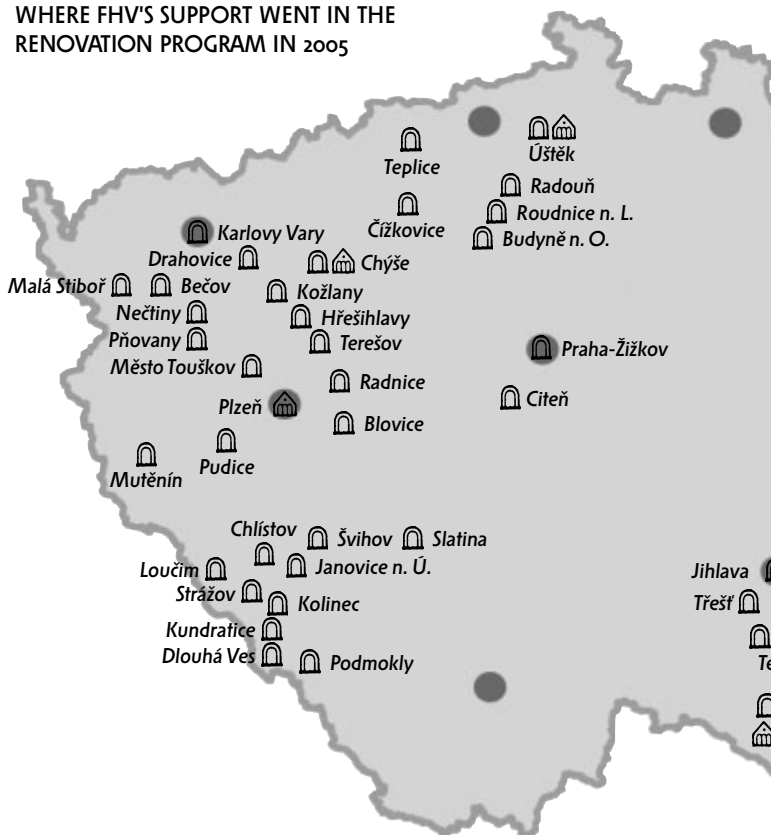 WHERE FHV'S SUPPORT WENT IN THE
RENOVATION PROGRAM IN 2005
Teplice
Úštěk
Radouň
Čížkovice
Roudnice n. L.
Budyně n. O.
Karlovy Vary
Drahovice
Chýše
Malá Stiboř
Bečov
Kožlany
Nečtiny
Hřešihlavy
Pňovany
Terešov
Praha-Žižkov
Město Touškov
Radnice
Citeň
Plzeň
Blovice
Pudice
Mutěnín
Chlístov
Švihov
Slatina
Loučim
Janovice n. Ú.
Jihlava
Strážov
Kolinec
Třešť
Kundratice
Dlouhá Ves
Podmokly
Te